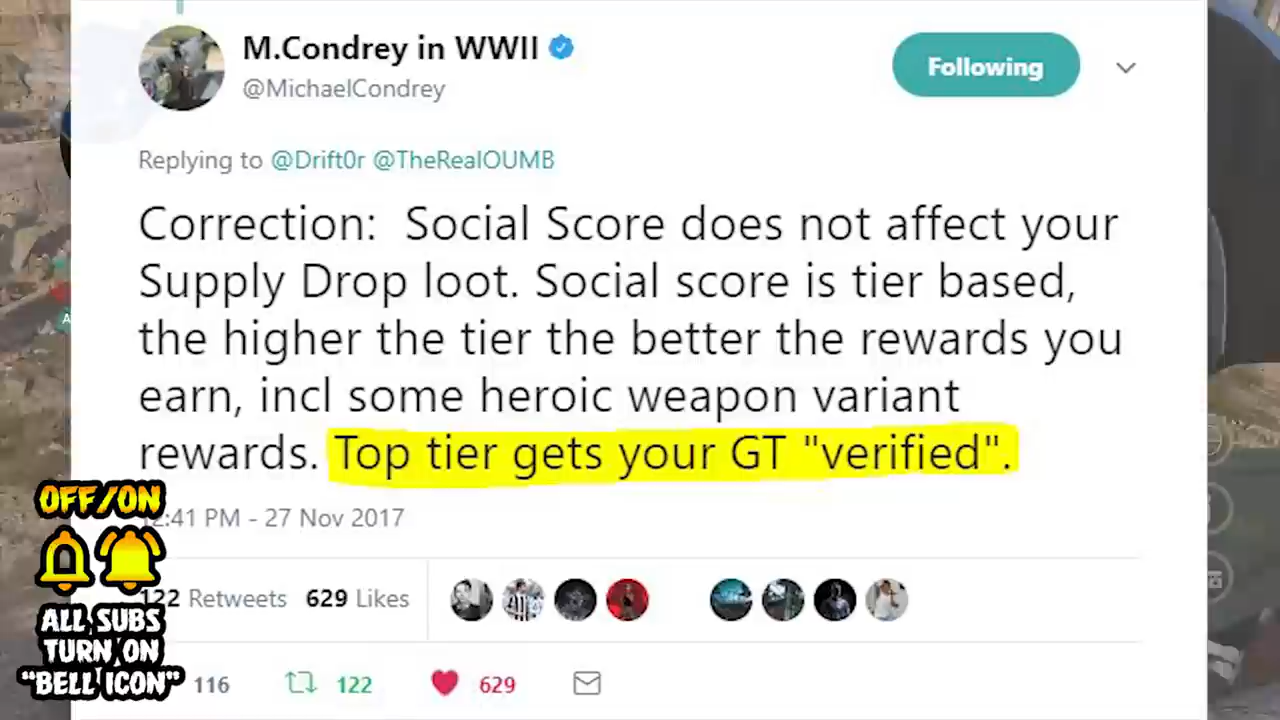 M.Condrey in WWII
@MichaelCondrey
Following
Replying to @Drift0r @TheRealOUMB
Correction:  Social Score does not affect your
Supply Drop loot. Social score is tier based,
the higher the tier the better the rewards you
earn, incl some heroic weapon variant
rewards. Top tier gets your GT "verified".
2:41 PM - 27 Nov 2017
122 Retweets 629 Likes
116 122 629
OFF/ON
ALL SUBS
TURN ON
"BELL ICON"